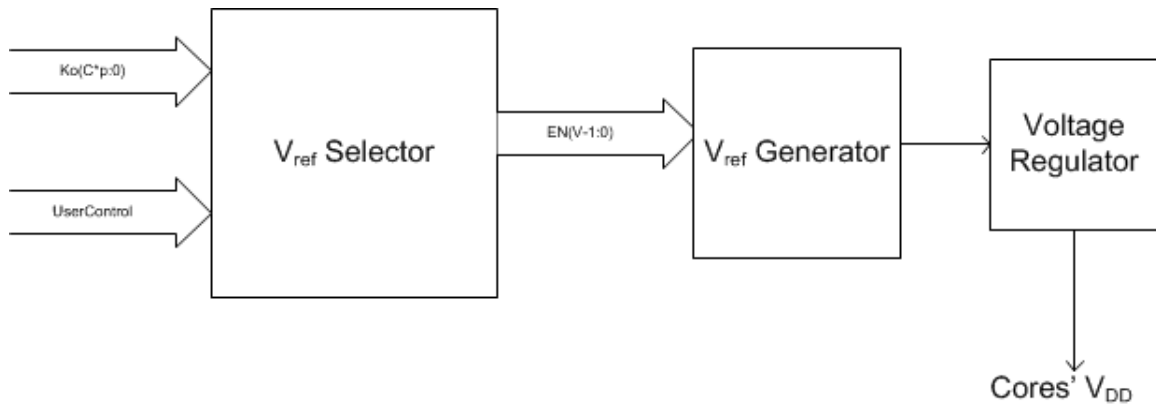 Ko(C*p:0)
UserControl
Vref Selector
EN(V-1:0)
Vref Generator
Voltage
Regulator
Cores' VDD